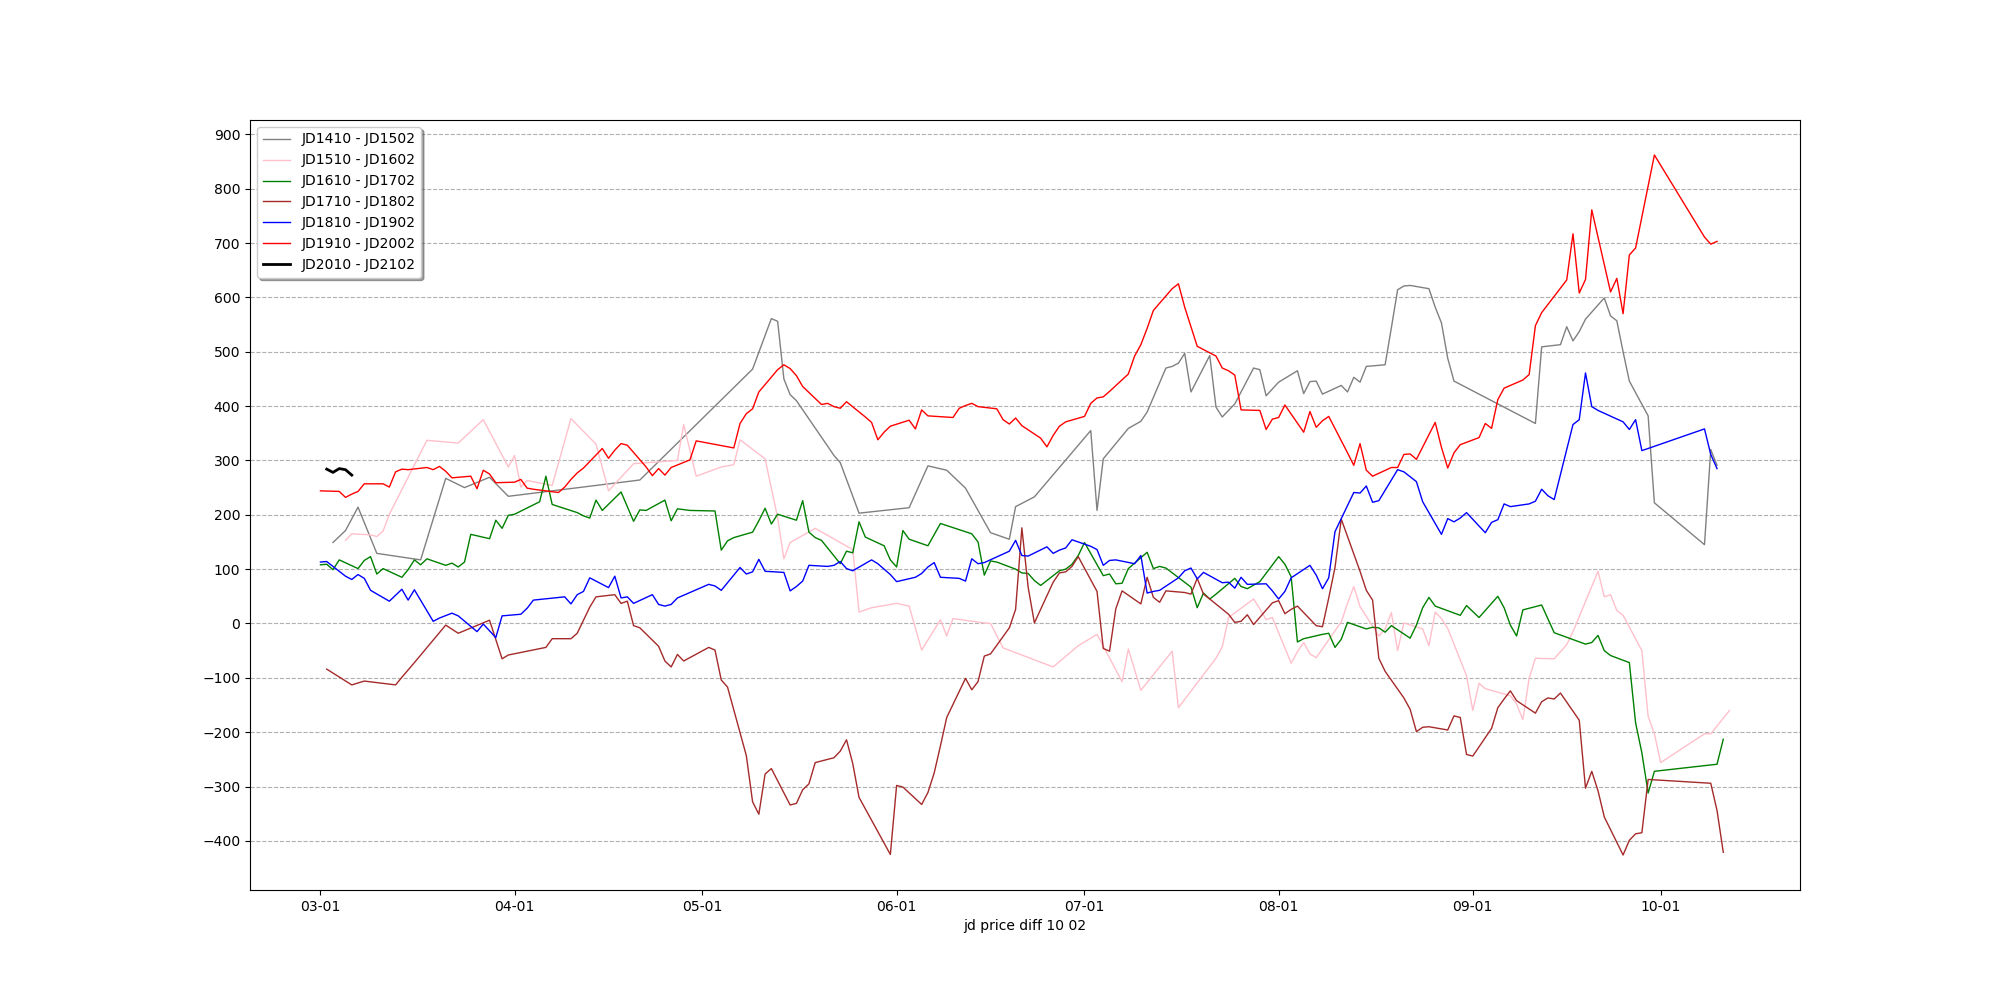 JD1410 - JD1502
JD1510 - JD1602
JD1610 - JD1702
JD1710 - JD1802
JD1810 - JD1902
JD1910 - JD2002
JD2010 - JD2102
900
800
700
600
500
400
300
200
100
0
−100
−200
−300
−400
03-01 04-01 05-01 06-01 07-01 08-01 09-01 10-01
jd price diff 10 02